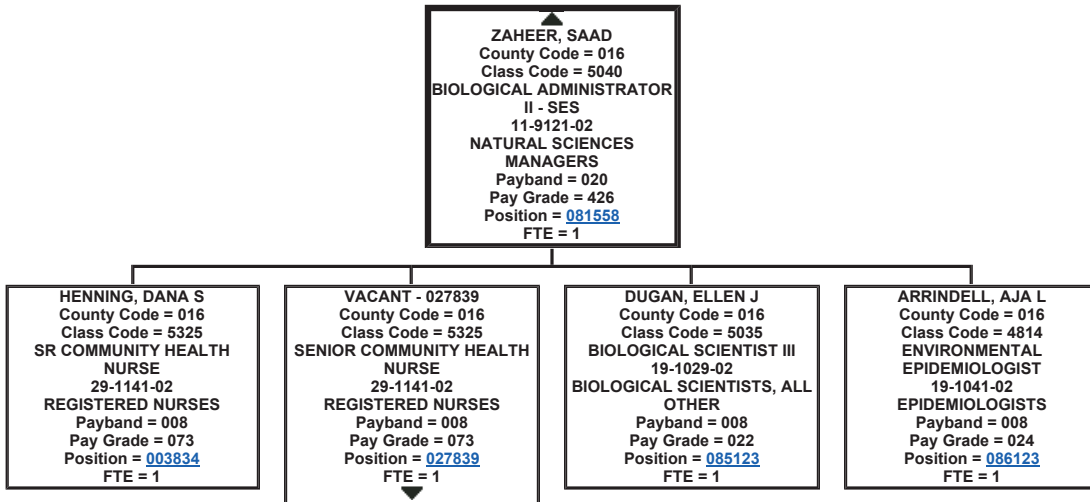 ZAHEER, SAAD
County Code = 016
Class Code = 5040
BIOLOGICAL ADMINISTRATOR
II - SES
11-9121-02
NATURAL SCIENCES
MANAGERS
Payband = 020
Pay Grade = 426
Position = 081558
FTE = 1
HENNING, DANA S
County Code = 016
Class Code = 5325
SR COMMUNITY HEALTH
NURSE
29-1141-02
REGISTERED NURSES
Payband = 008
Pay Grade = 073
Position = 003834
FTE = 1
VACANT - 027839
County Code = 016
Class Code = 5325
SENIOR COMMUNITY HEALTH
NURSE
29-1141-02
REGISTERED NURSES
Payband = 008
Pay Grade = 073
Position = 027839
FTE = 1
DUGAN, ELLEN J
County Code = 016
Class Code = 5035
BIOLOGICAL SCIENTIST III
19-1029-02
BIOLOGICAL SCIENTISTS, ALL
OTHER
Payband = 008
Pay Grade = 022
Position = 085123
FTE = 1
ARRINDELL, AJA L
County Code = 016
Class Code = 4814
ENVIRONMENTAL
EPIDEMIOLOGIST
19-1041-02
EPIDEMIOLOGISTS
Payband = 008
Pay Grade = 024
Position = 086123
FTE = 1